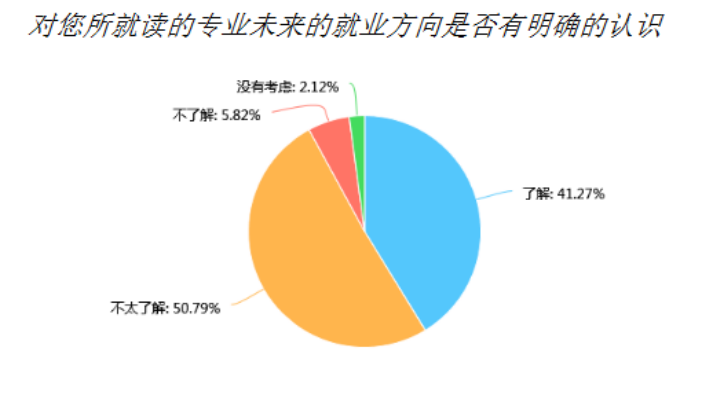 对您所就读的专业未来的就业方向是否有明确的认识
没有考虑: 2.12%
不了解: 5.82%
了解: 41.27%
不太了解: 50.79%